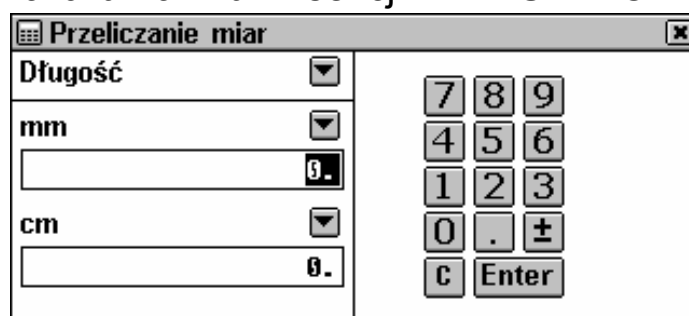 Przeliczanie miar
Długość
mm
0.
cm
0.
7 8 9
4 5 6
1 2 3
0 . ±
C Enter